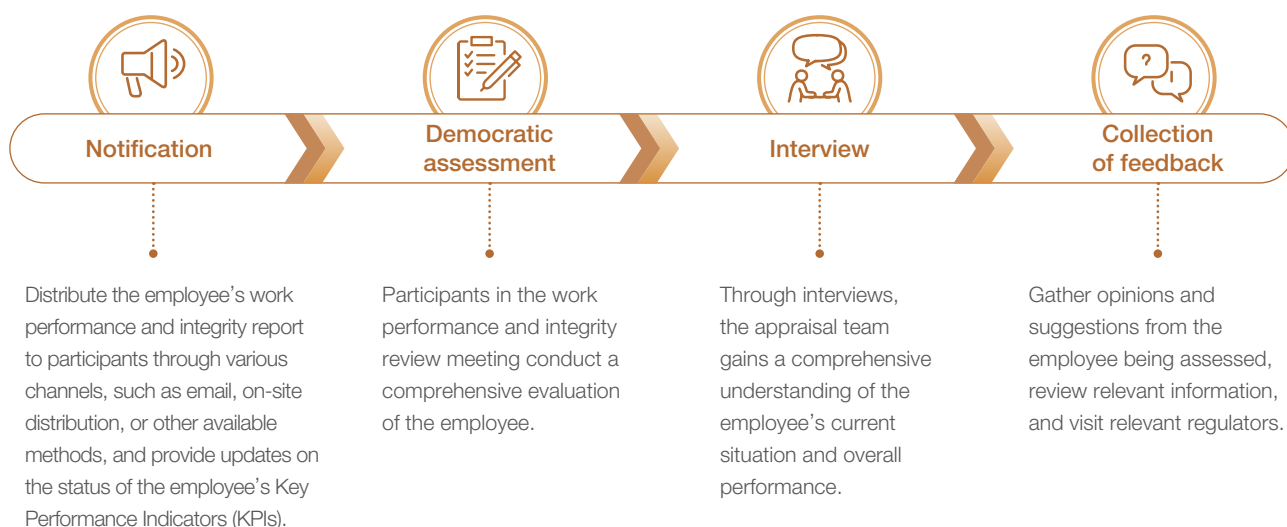 Notification
Democratic
assessment
Interview
Collection
of feedback
Distribute the employee’s work
performance and integrity report
to participants through various
channels, such as email, on-site
distribution, or other available
methods, and provide updates on
the status of the employee’s Key
Performance Indicators (KPIs).
Participants in the work
performance and integrity
review meeting conduct a
comprehensive evaluation
of the employee.
Through interviews,
the appraisal team
gains a comprehensive
understanding of the
employee’s current
situation and overall
performance.
Gather opinions and
suggestions from the
employee being assessed,
review relevant information,
and visit relevant regulators.